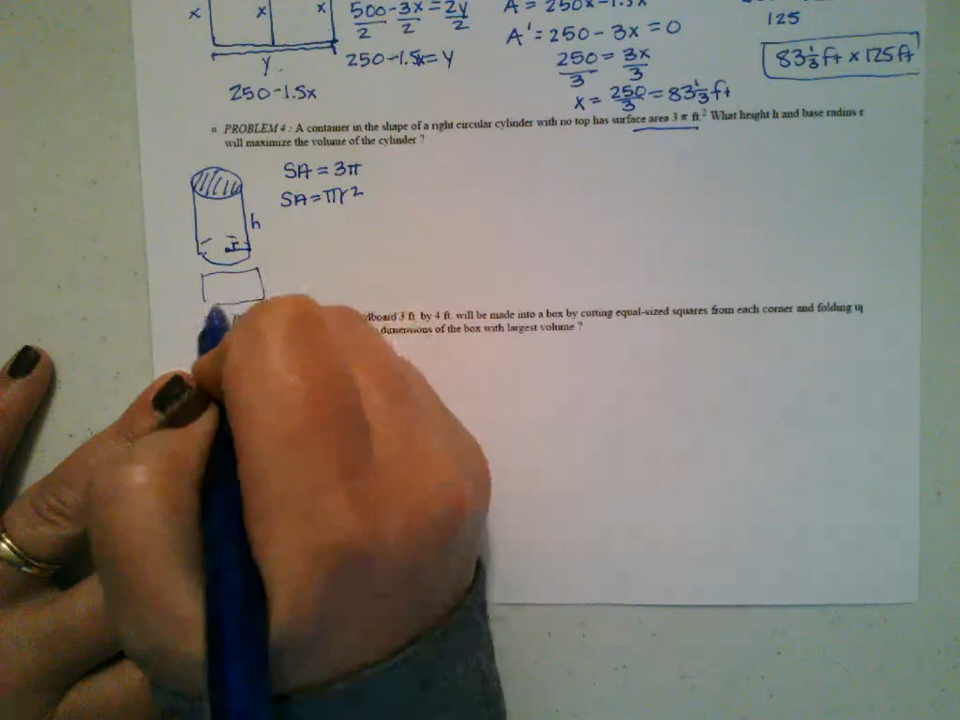 x x x
500-3x = 2y
2 2 2
A = 250x-1.5x
125
A' = 250 - 3x = 0
y
250-1.5x = y
250 = 3x
3 3
83⅓ft x 125ft
250-1.5x
x = 250 = 83⅓ ft
3
o PROBLEM 4 : A container in the shape of a right circular cylinder with no top has surface area 3 π ft.² What height h and base radius r
will maximize the volume of the cylinder ?
SA = 3π
SA = πr²
h
r
dboard 3 ft. by 4 ft. will be made into a box by cutting equal-sized squares from each corner and folding up
dimensions of the box with largest volume ?